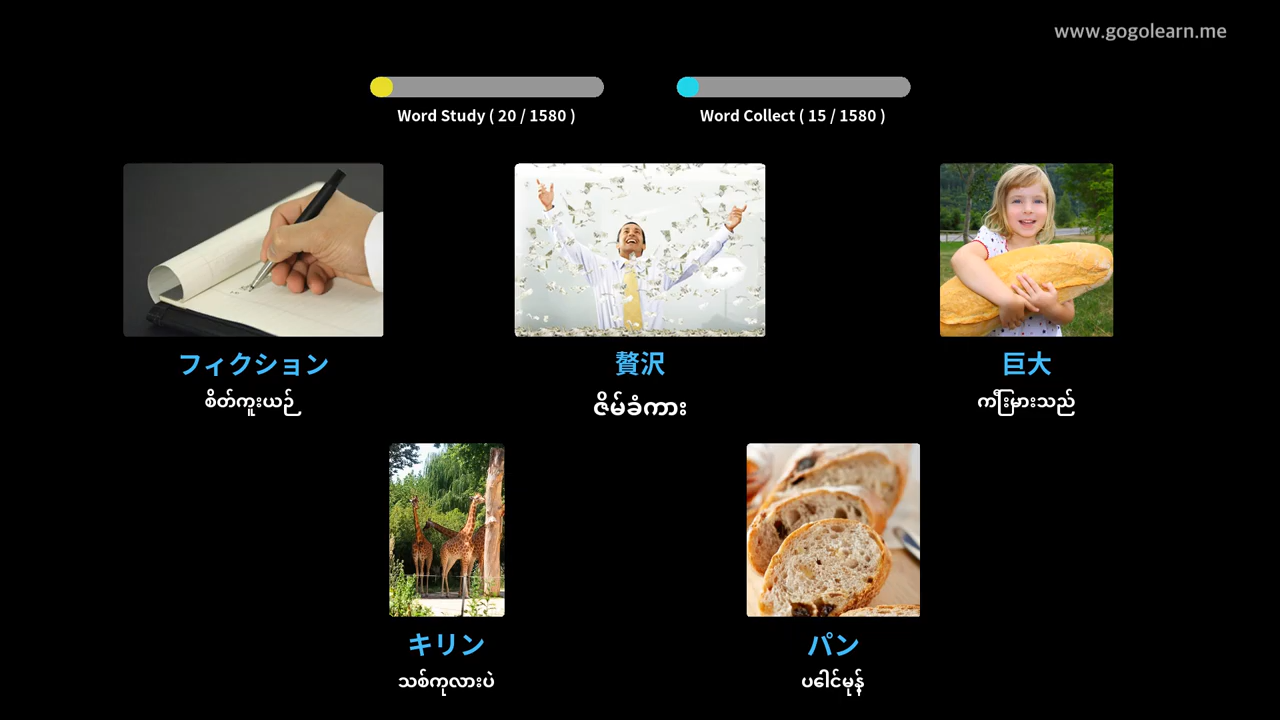 www.gogolearn.me
Word Study ( 20 / 1580 )
Word Collect ( 15 / 1580 )
フィクション
စိတ်ကူးယဉ်
贅沢
ဇိမ်ခံကား
巨大
ကြီးမားသည်
キリン
သစ်ကုလားပဲ
パン
ပေါင်မုန့်